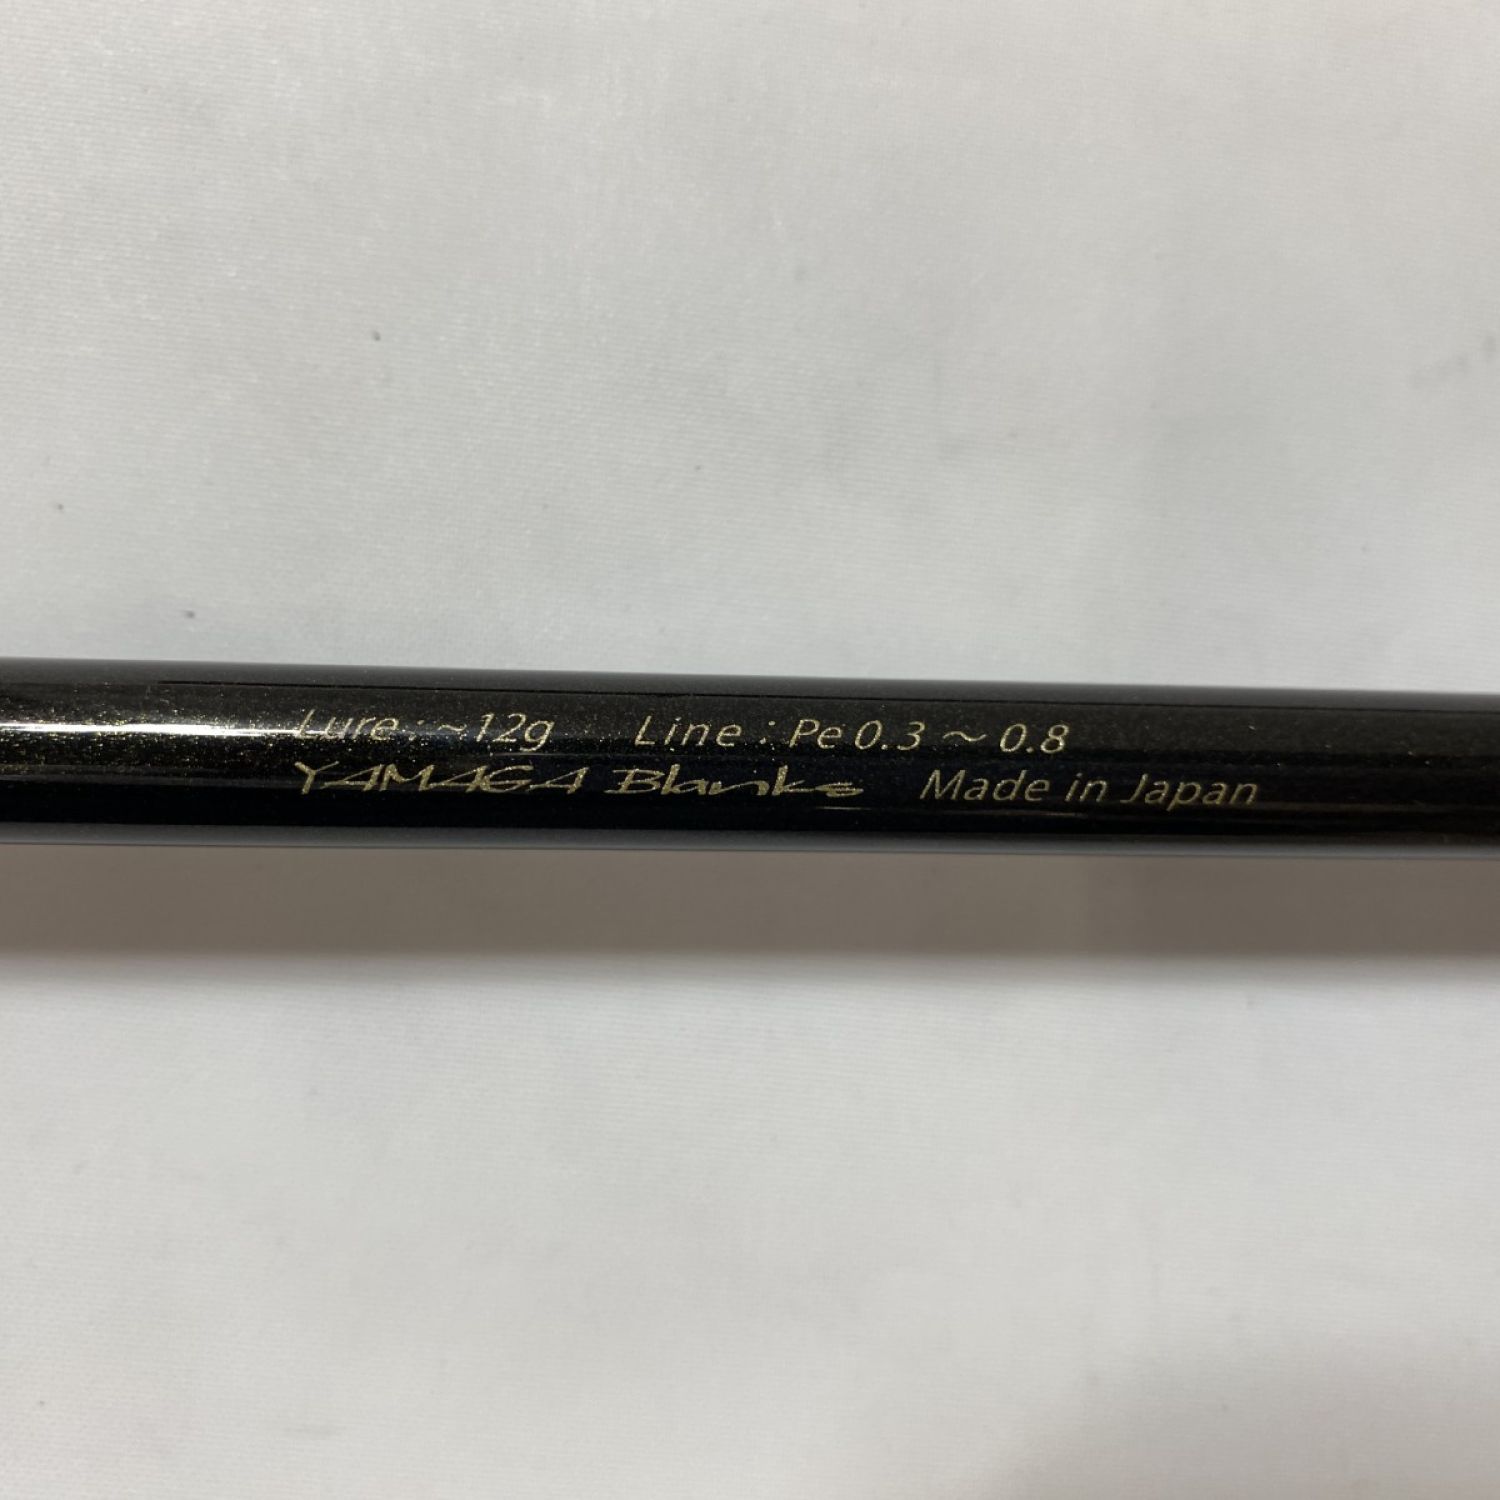 Lure : ~12g Line : Pe 0.3 ~ 0.8
YAMAGA Blanks Made in Japan